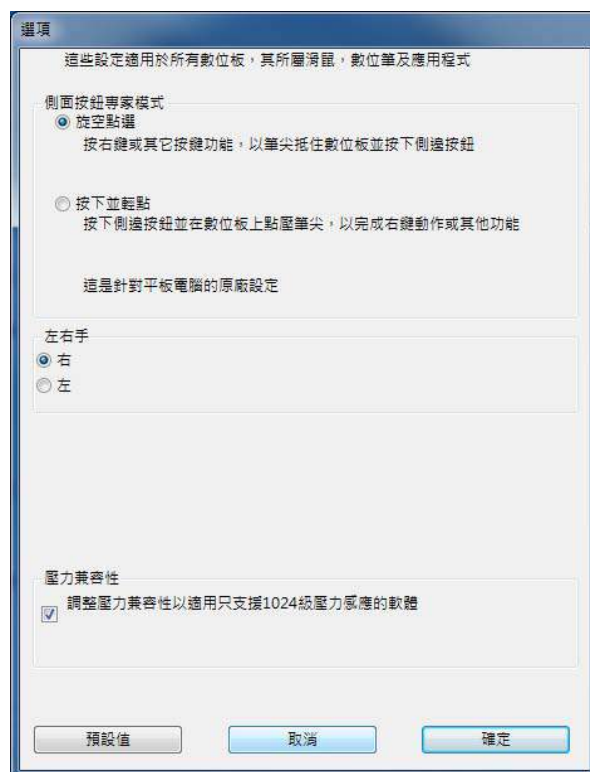 選項
這些設定適用於所有數位板，其所屬滑鼠，數位筆及應用程式
側面按鈕專家模式
旋空點選
按右鍵或其它按鍵功能，以筆尖抵住數位板並按下側邊按鈕
按下並輕點
按下側邊按鈕並在數位板上點壓筆尖，以完成右鍵動作或其他功能
這是針對平板電腦的原廠設定
左右手
右
左
壓力兼容性
調整壓力兼容性以適用只支援1024級壓力感應的軟體
預設值
取消
確定